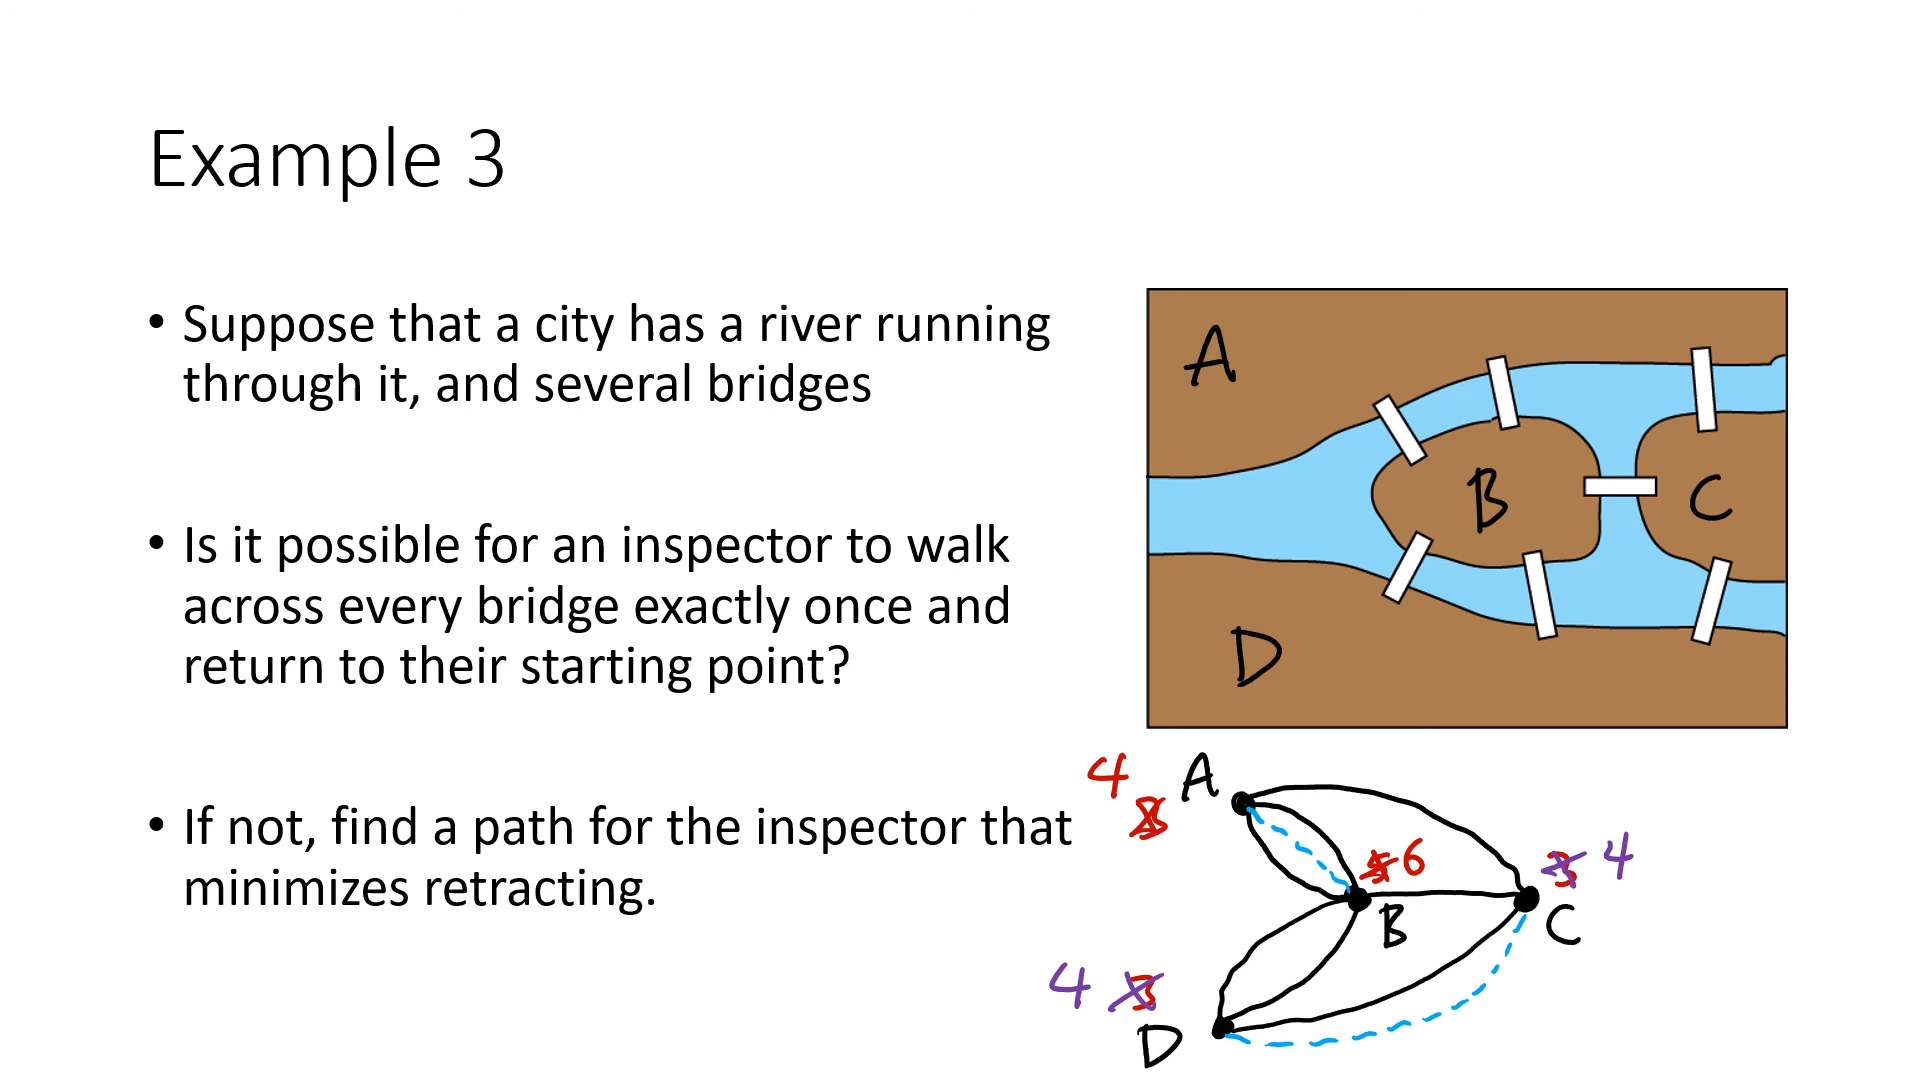 Example 3
• Suppose that a city has a river running
through it, and several bridges
• Is it possible for an inspector to walk
across every bridge exactly once and
return to their starting point?
• If not, find a path for the inspector that
minimizes retracting.
A
B
C
D
4 3 A
5 6
3 4
B
C
4 3
D